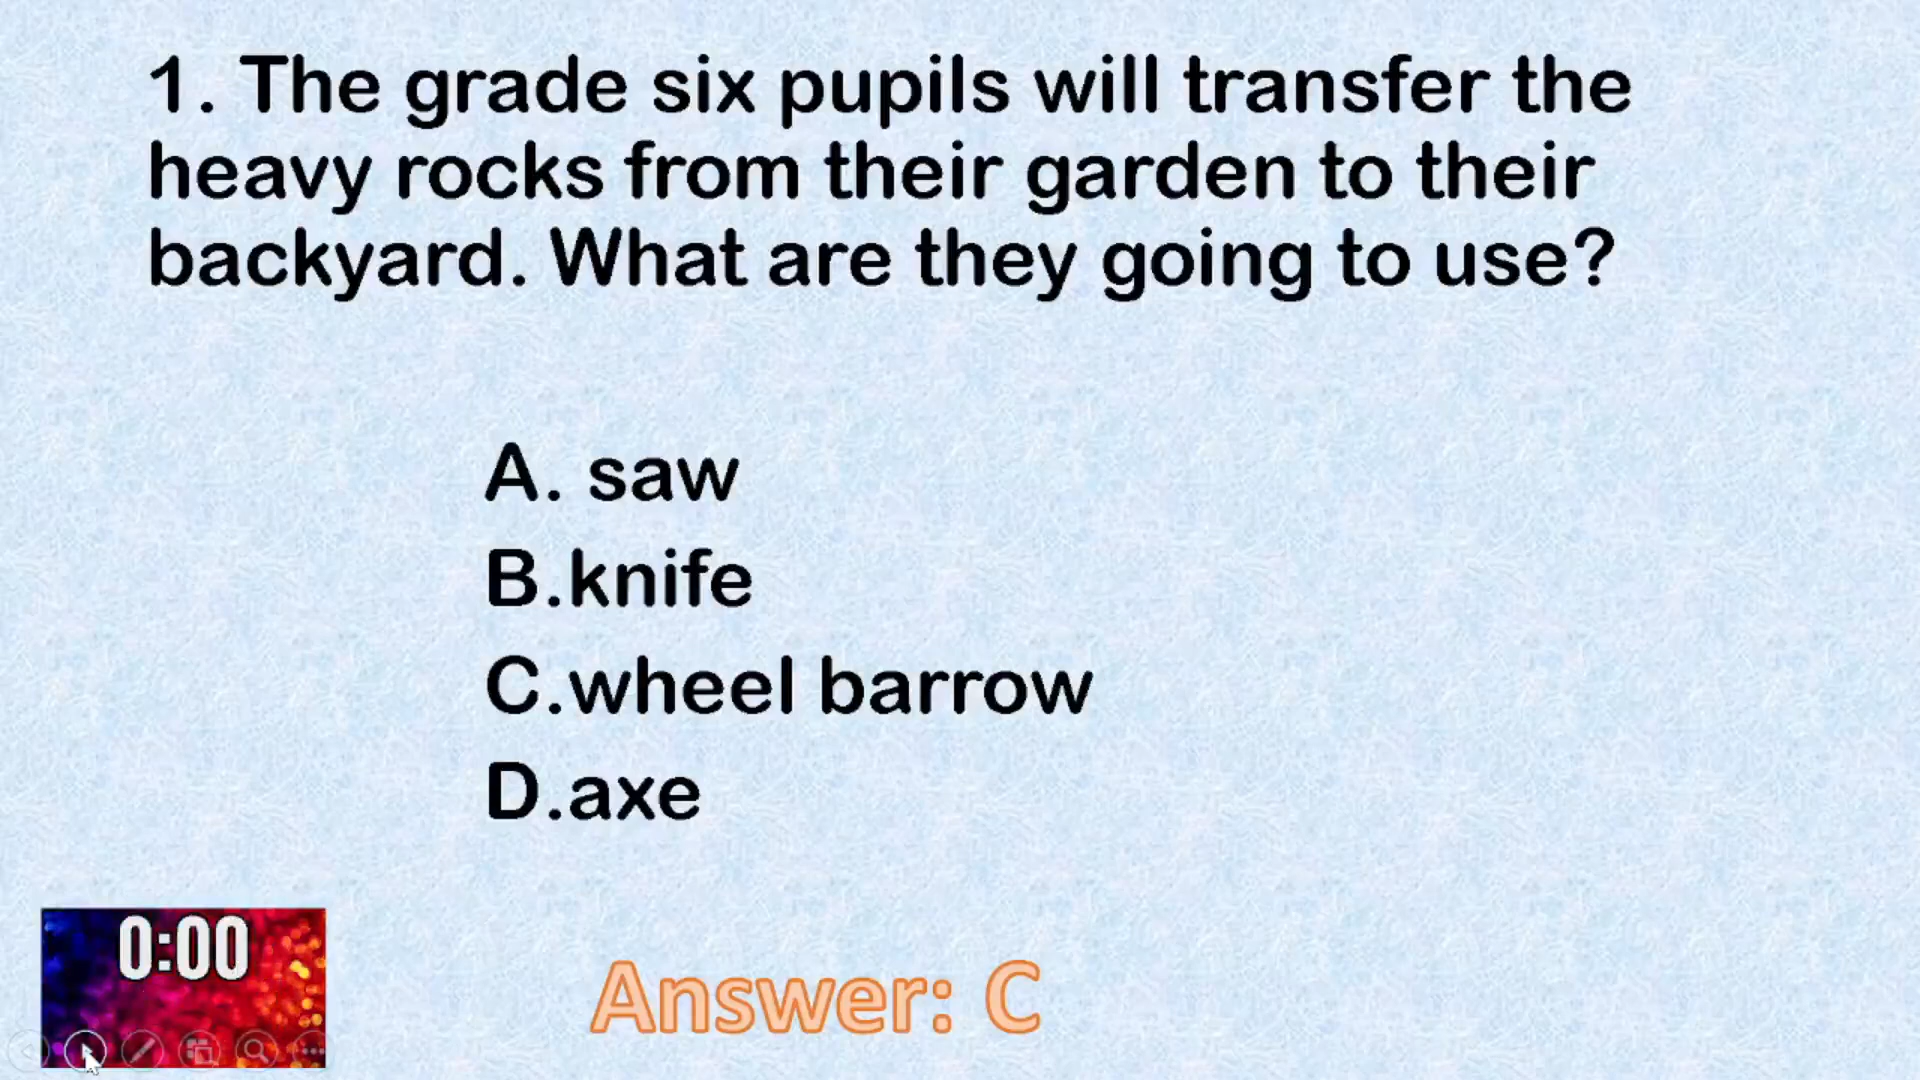 1. The grade six pupils will transfer the
heavy rocks from their garden to their
backyard. What are they going to use?
A. saw
B.knife
C.wheel barrow
D.axe
0:00
Answer: C